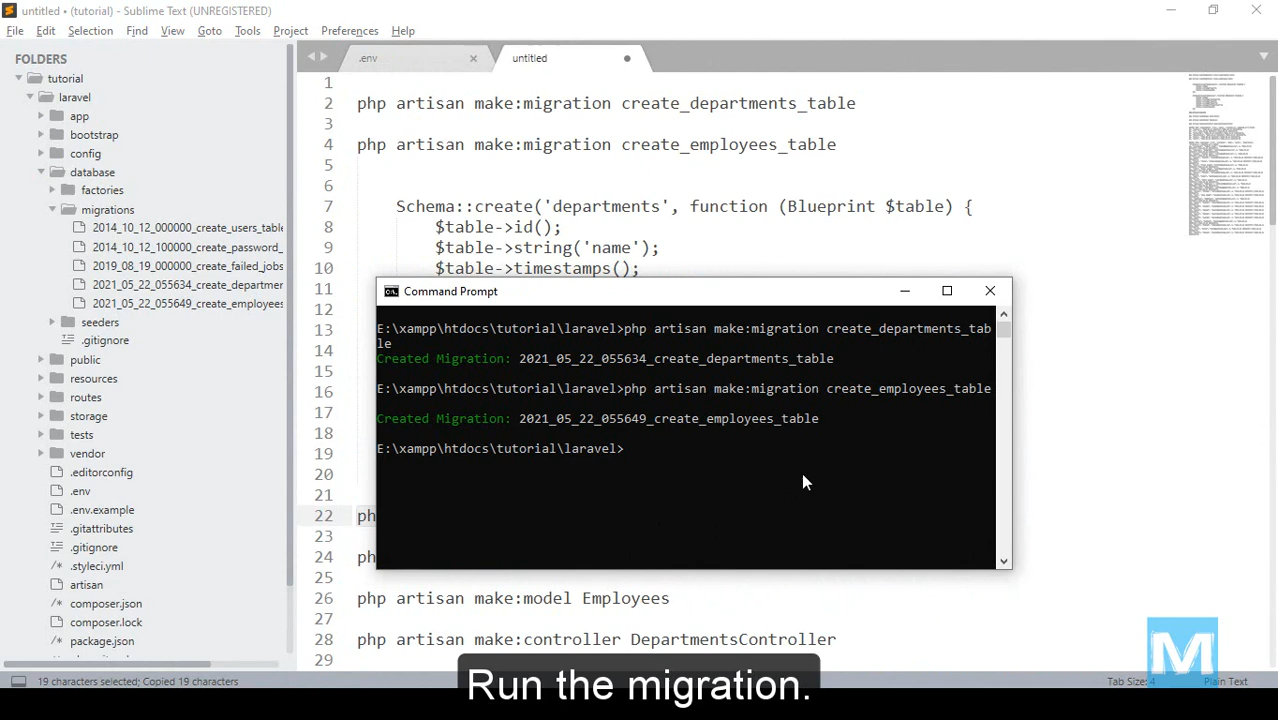 untitled • (tutorial) - Sublime Text (UNREGISTERED)
File Edit Selection Find View Goto Tools Project Preferences Help
FOLDERS
tutorial
laravel
app
bootstrap
config
database
factories
migrations
2014_10_12_000000_create_users_table
2014_10_12_100000_create_password_
2019_08_19_000000_create_failed_jobs
2021_05_22_055634_create_departmer
2021_05_22_055649_create_employees
seeders
.gitignore
public
resources
routes
storage
tests
vendor
.editorconfig
.env
.env.example
.gitattributes
.gitignore
.styleci.yml
artisan
composer.json
composer.lock
package.json
.env
untitled
1
2 php artisan make:migration create_departments_table
3
4 php artisan make:migration create_employees_table
5
6
7 Schema::create('departments', function (Blueprint $table) {
8 $table->id();
9 $table->string('name');
10 $table->timestamps();
11
12
13
14
15
16
17
18
19
20
21
22 ph
23
24 ph
25
26 php artisan make:model Employees
27
28 php artisan make:controller DepartmentsController
29
Command Prompt
E:\xampp\htdocs\tutorial\laravel>php artisan make:migration create_departments_tab
le
Created Migration: 2021_05_22_055634_create_departments_table
E:\xampp\htdocs\tutorial\laravel>php artisan make:migration create_employees_table
Created Migration: 2021_05_22_055649_create_employees_table
E:\xampp\htdocs\tutorial\laravel>
M
Run the migration.
19 characters selected; Copied 19 characters
Tab Size: 4
Plain Text